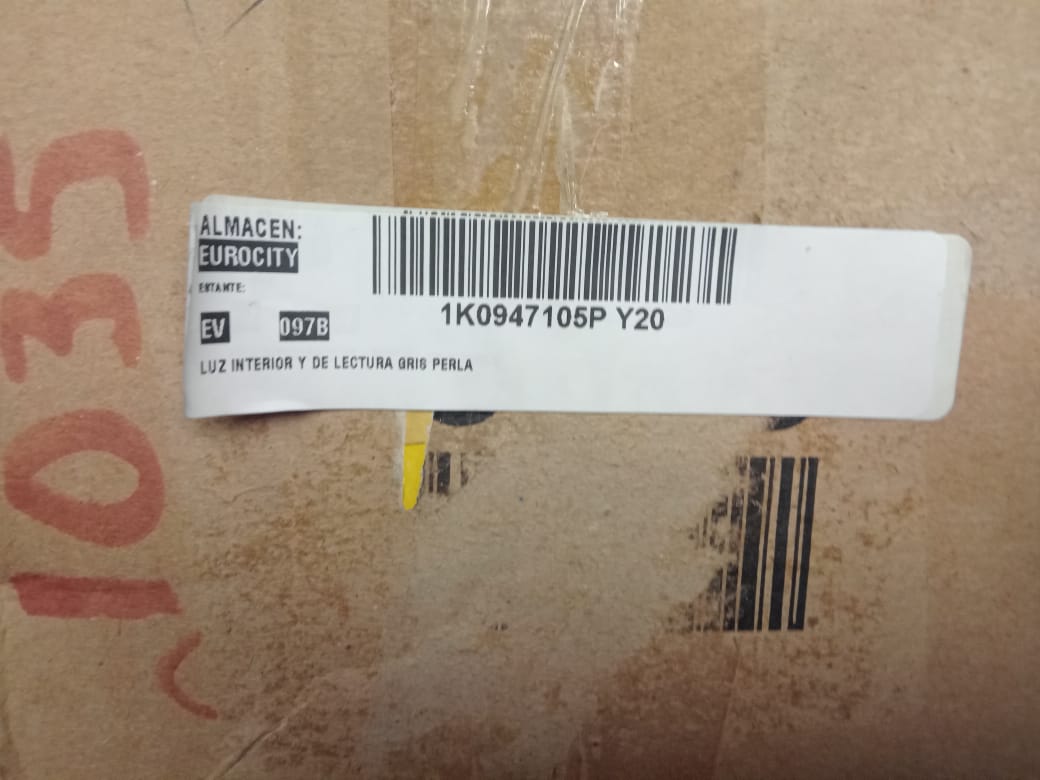 ALMACEN:
EUROCITY
ESTANTE:
EV 097B
1K0947105P Y20
LUZ INTERIOR Y DE LECTURA GRIS PERLA
1035